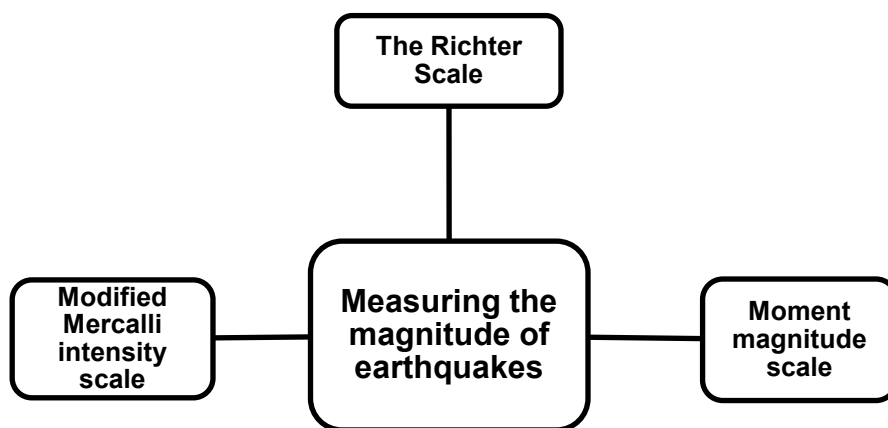 The Richter
Scale
Measuring the
magnitude of
earthquakes
Modified
Mercalli
intensity
scale
Moment
magnitude
scale